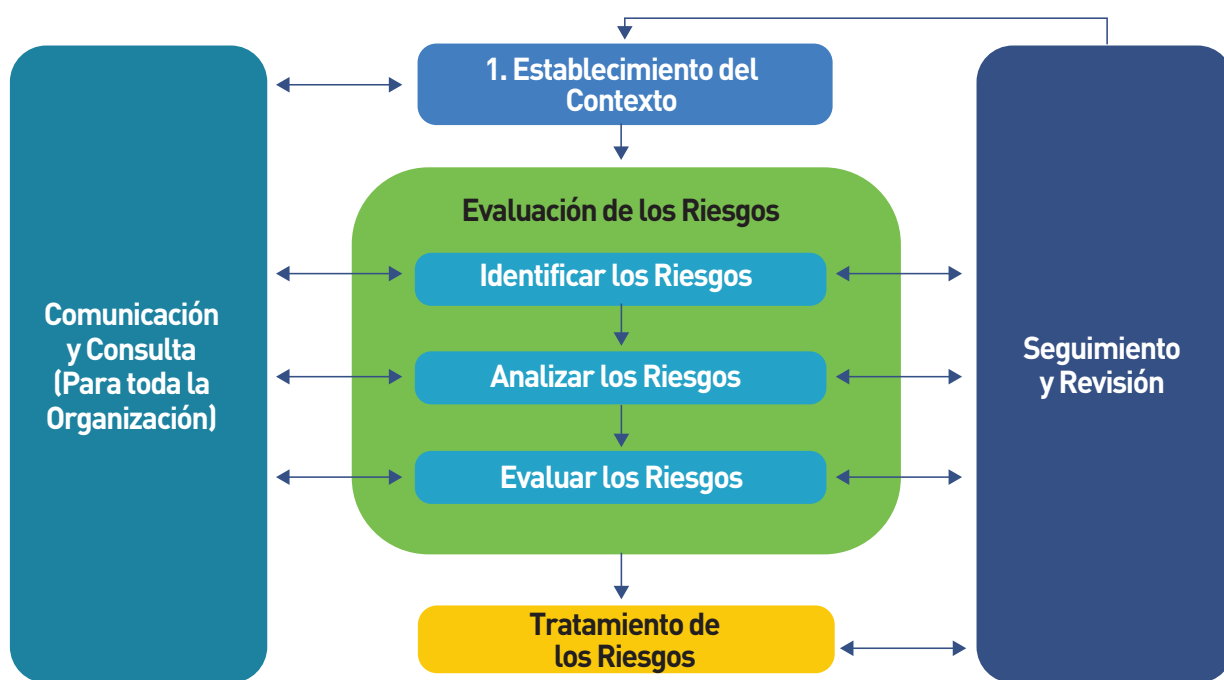 1. Establecimiento del
Contexto
Evaluación de los Riesgos
Identificar los Riesgos
Analizar los Riesgos
Evaluar los Riesgos
Comunicación
y Consulta
(Para toda la
Organización)
Seguimiento
y Revisión
Tratamiento de
los Riesgos